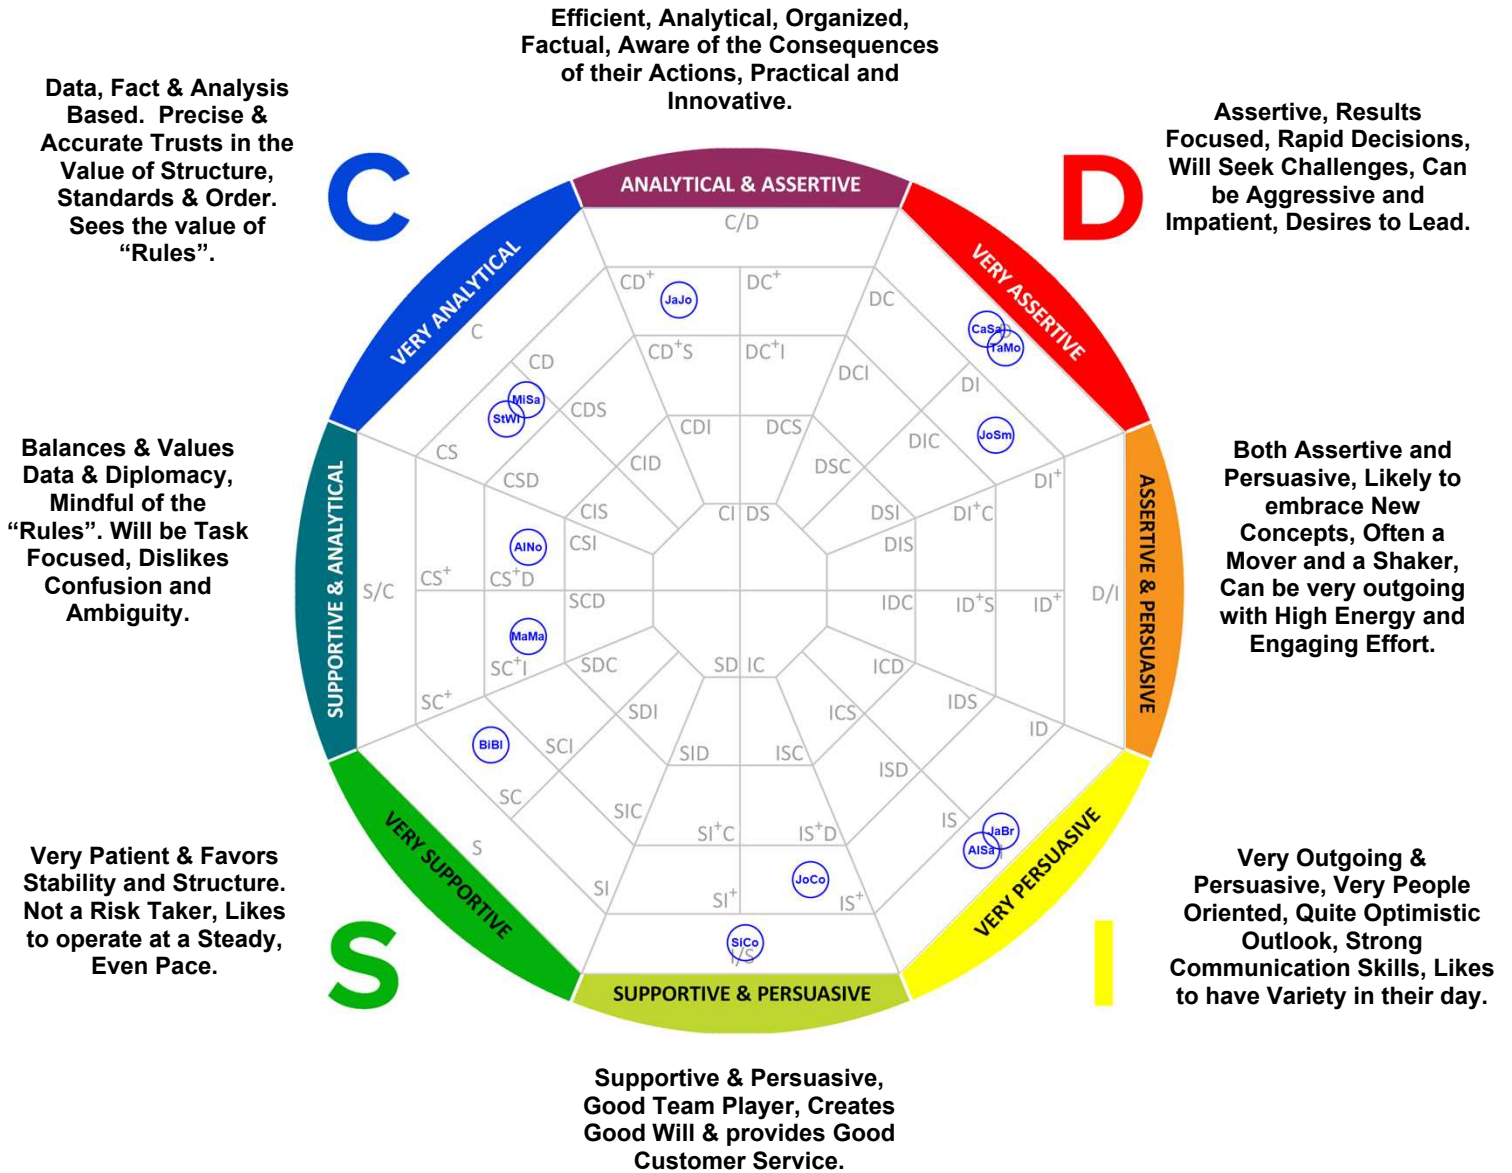 Efficient, Analytical, Organized,
Factual, Aware of the Consequences
of their Actions, Practical and
Innovative.
Data, Fact & Analysis
Based.  Precise &
Accurate Trusts in the
Value of Structure,
Standards & Order.
Sees the value of
“Rules”.
C
D
Assertive, Results
Focused, Rapid Decisions,
Will Seek Challenges, Can
be Aggressive and
Impatient, Desires to Lead.
ANALYTICAL & ASSERTIVE
VERY ANALYTICAL
VERY ASSERTIVE
C/D
CD+
JaJo
DC+
DC
C
CaSa
TaMo
CD
CD+S
DC+I
DCI
DI
MiSa
StWi
CDS
CDI
DCS
DIC
JoSm
CS
CID
DSC
CSD
DI+
CIS
CI
DS
DSI
DI+C
AlNo
CSI
DIS
S/C
CS+
CS+D
SCD
IDC
ID+S
ID+
D/I
MaMa
SC+I
SDC
SD
IC
ICD
SC+
SDI
ICS
IDS
ID
BiBl
SCI
SID
ISC
ISD
SC
SIC
SI+C
IS+D
IS
JaBr
AlSa
S
SI
SI+
JoCo
IS+
SiCo
I/S
Balances & Values
Data & Diplomacy,
Mindful of the
“Rules”. Will be Task
Focused, Dislikes
Confusion and
Ambiguity.
SUPPORTIVE & ANALYTICAL
ASSERTIVE & PERSUASIVE
Both Assertive and
Persuasive, Likely to
embrace New
Concepts, Often a
Mover and a Shaker,
Can be very outgoing
with High Energy and
Engaging Effort.
Very Patient & Favors
Stability and Structure.
Not a Risk Taker, Likes
to operate at a Steady,
Even Pace.
VERY SUPPORTIVE
S
SUPPORTIVE & PERSUASIVE
VERY PERSUASIVE
I
Very Outgoing &
Persuasive, Very People
Oriented, Quite Optimistic
Outlook, Strong
Communication Skills, Likes
to have Variety in their day.
Supportive & Persuasive,
Good Team Player, Creates
Good Will & provides Good
Customer Service.